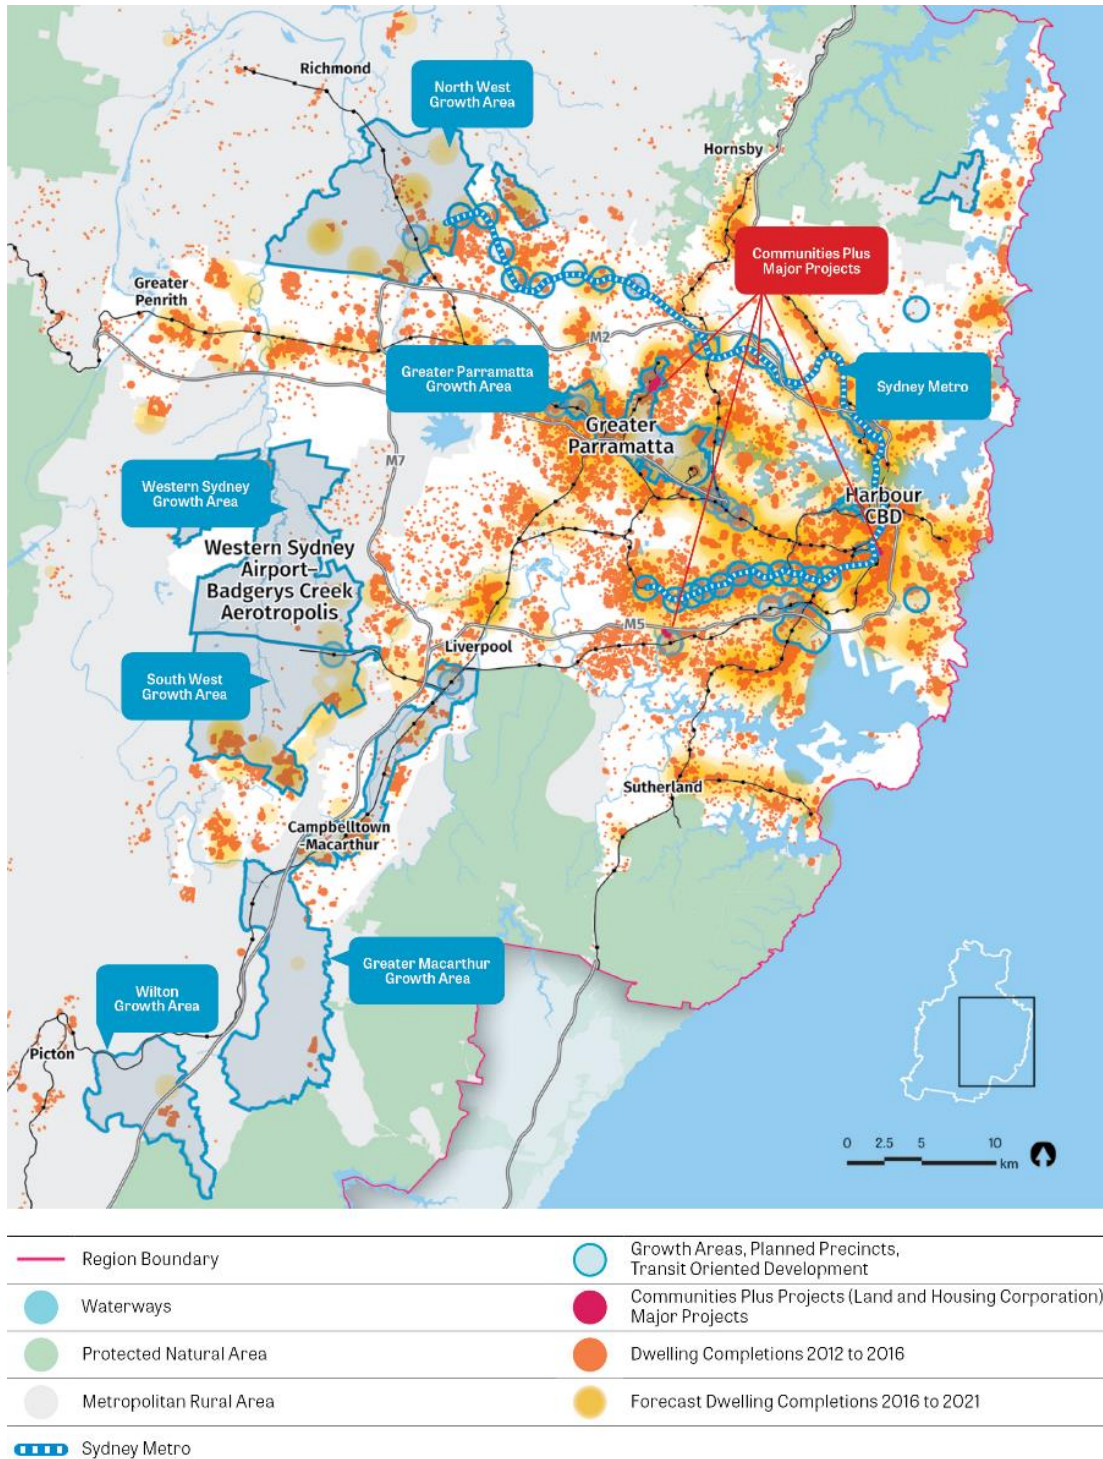 Richmond
North West
Growth Area
Hornsby
Communities Plus
Major Projects
Greater
Penrith
M2
Greater Parramatta
Growth Area
Sydney Metro
Greater
Parramatta
M7
Western Sydney
Growth Area
Harbour
CBD
Western Sydney
Airport–
Badgerys Creek
Aerotropolis
M5
Liverpool
South West
Growth Area
Sutherland
Campbelltown
-Macarthur
Greater Macarthur
Growth Area
Wilton
Growth Area
Picton
0 2.5 5 10
km
Region Boundary
Growth Areas, Planned Precincts,
Transit Oriented Development
Waterways
Communities Plus Projects (Land and Housing Corporation)
Major Projects
Protected Natural Area
Dwelling Completions 2012 to 2016
Metropolitan Rural Area
Forecast Dwelling Completions 2016 to 2021
Sydney Metro